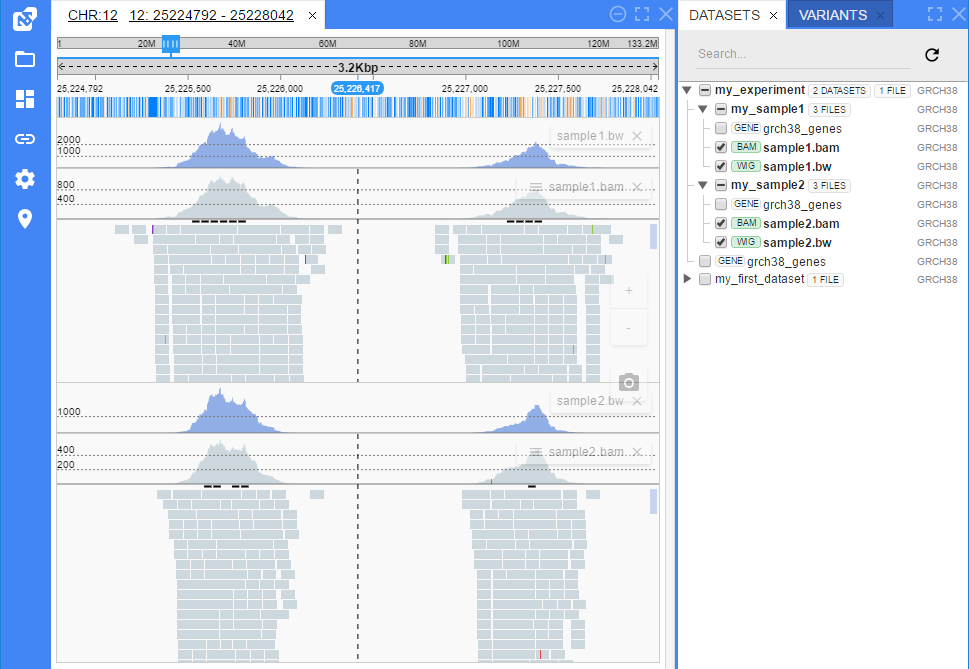 CHR:12 12: 25224792 - 25228042 ×
1 20M 40M 60M 80M 100M 120M 133.2M
3.2Kbp
25,224,792 25,225,500 25,226,000 25,226,417 25,227,000 25,227,500 25,228,042
sample1.bw ×
2000
1000
sample1.bam ×
800
400
+
-
sample2.bw ×
1000
sample2.bam ×
400
200
DATASETS × VARIANTS ×
Search...
my_experiment 2 DATASETS 1 FILE GRCH38
my_sample1 3 FILES GRCH38
GENE grch38_genes GRCH38
BAM sample1.bam GRCH38
WIG sample1.bw GRCH38
my_sample2 3 FILES GRCH38
GENE grch38_genes GRCH38
BAM sample2.bam GRCH38
WIG sample2.bw GRCH38
GENE grch38_genes GRCH38
my_first_dataset 1 FILE GRCH38